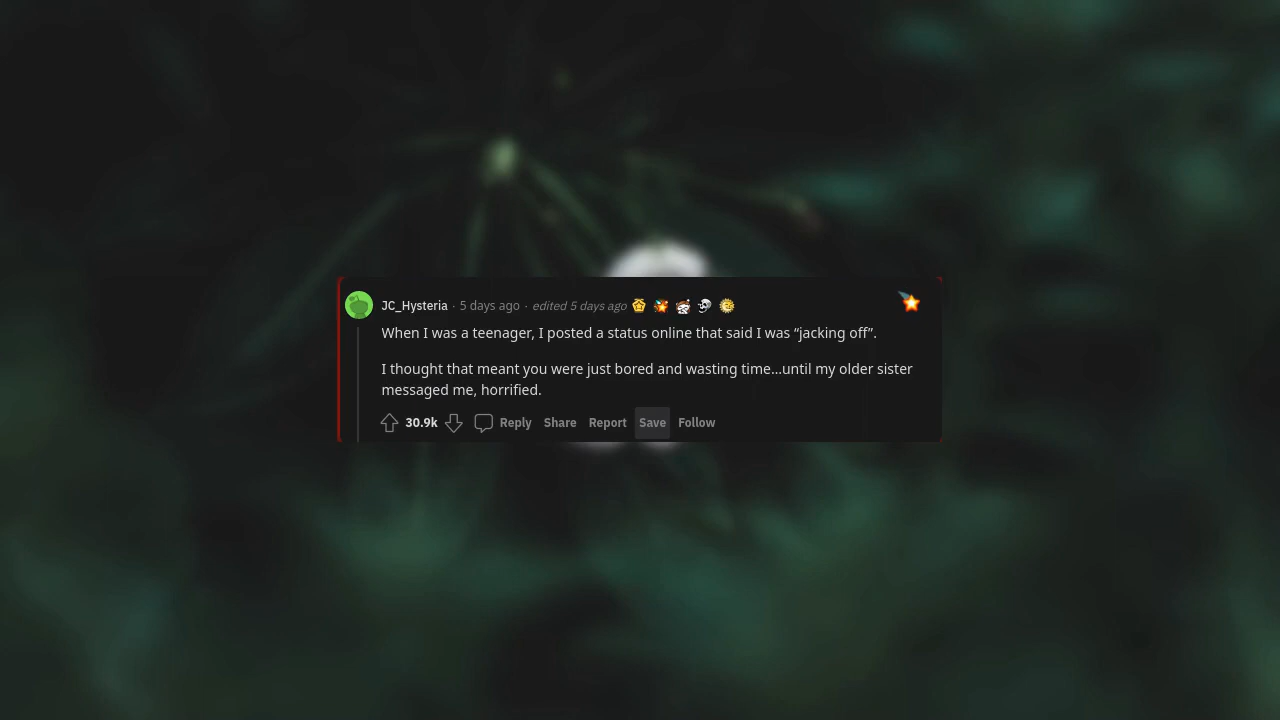 JC_Hysteria · 5 days ago · edited 5 days ago
When I was a teenager, I posted a status online that said I was “jacking off”.
I thought that meant you were just bored and wasting time...until my older sister
messaged me, horrified.
30.9k Reply Share Report Save Follow